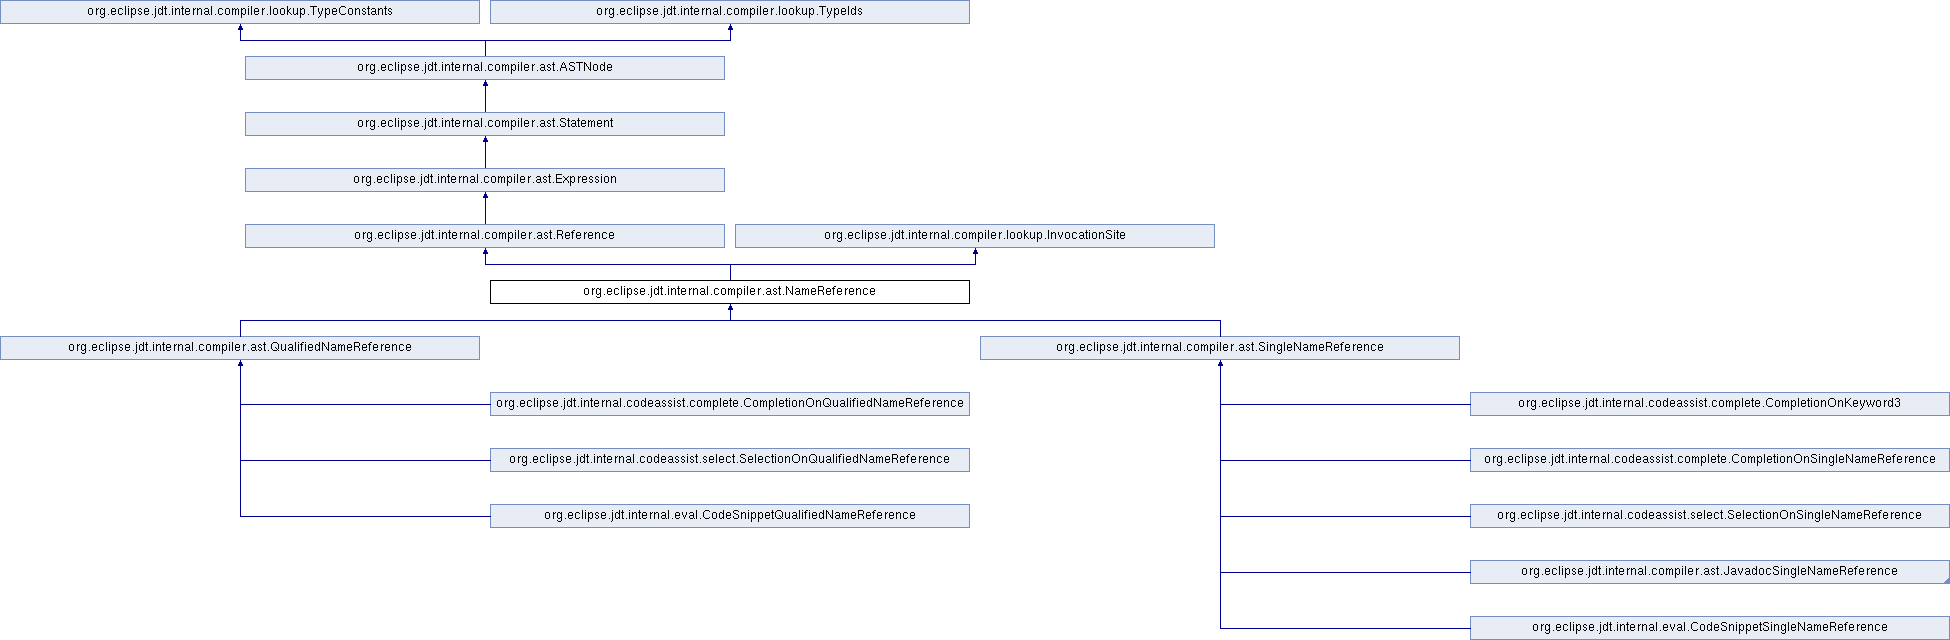 org.eclipse.jdt.internal.compiler.lookup.TypeConstants
org.eclipse.jdt.internal.compiler.lookup.TypeIds
org.eclipse.jdt.internal.compiler.ast.ASTNode
org.eclipse.jdt.internal.compiler.ast.Statement
org.eclipse.jdt.internal.compiler.ast.Expression
org.eclipse.jdt.internal.compiler.ast.Reference
org.eclipse.jdt.internal.compiler.lookup.InvocationSite
org.eclipse.jdt.internal.compiler.ast.NameReference
org.eclipse.jdt.internal.compiler.ast.QualifiedNameReference
org.eclipse.jdt.internal.compiler.ast.SingleNameReference
org.eclipse.jdt.internal.codeassist.complete.CompletionOnQualifiedNameReference
org.eclipse.jdt.internal.codeassist.complete.CompletionOnKeyword3
org.eclipse.jdt.internal.codeassist.select.SelectionOnQualifiedNameReference
org.eclipse.jdt.internal.codeassist.complete.CompletionOnSingleNameReference
org.eclipse.jdt.internal.eval.CodeSnippetQualifiedNameReference
org.eclipse.jdt.internal.codeassist.select.SelectionOnSingleNameReference
org.eclipse.jdt.internal.compiler.ast.JavadocSingleNameReference
org.eclipse.jdt.internal.eval.CodeSnippetSingleNameReference